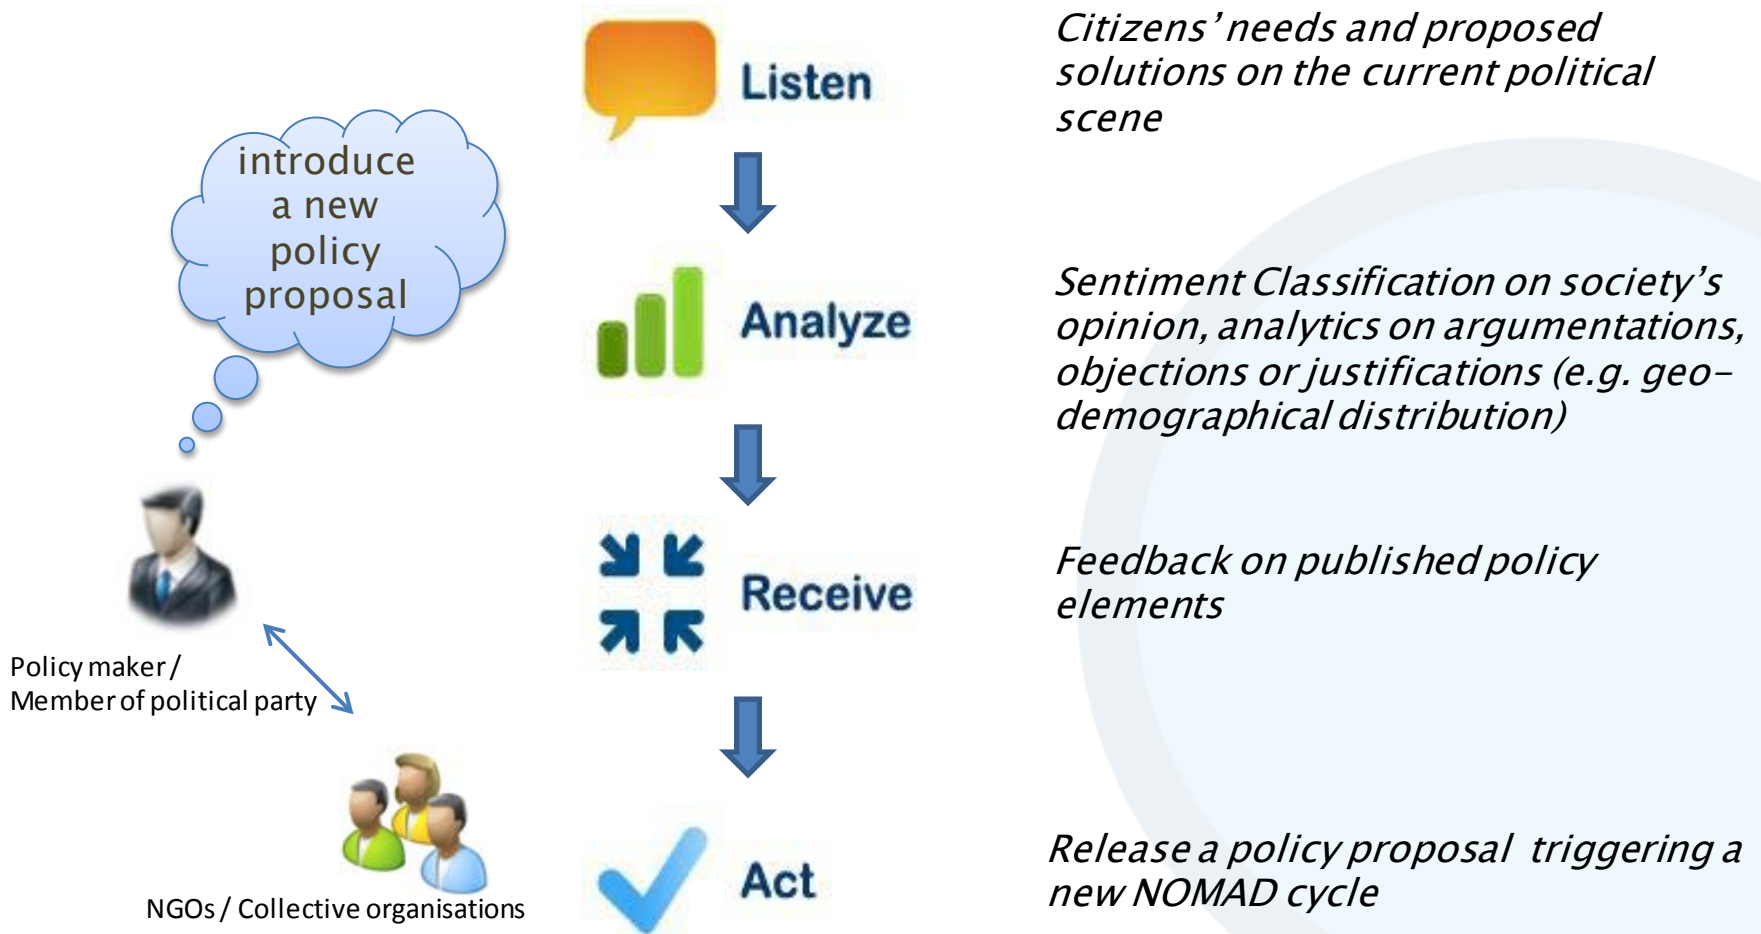 introduce
a new
policy
proposal
Policy maker /
Member of political party
NGOs / Collective organisations
Listen
Citizens’ needs and proposed
solutions on the current political
scene
Analyze
Sentiment Classification on society’s
opinion, analytics on argumentations,
objections or justifications (e.g. geo-
demographical distribution)
Receive
Feedback on published policy
elements
Act
Release a policy proposal triggering a
new NOMAD cycle